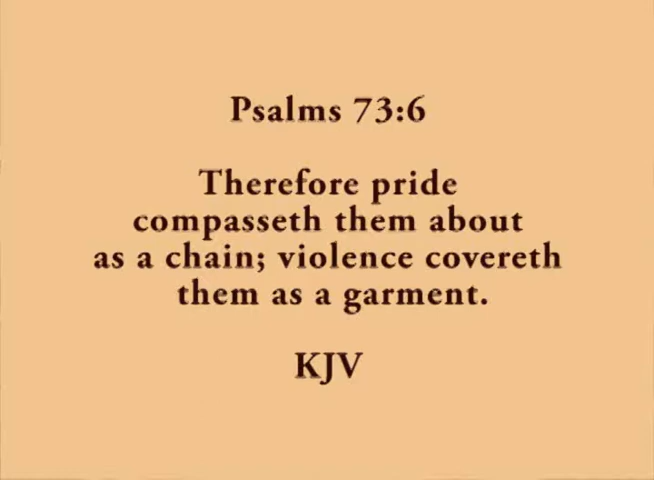 Psalms 73:6
Therefore pride
compasseth them about
as a chain; violence covereth
them as a garment.
KJV